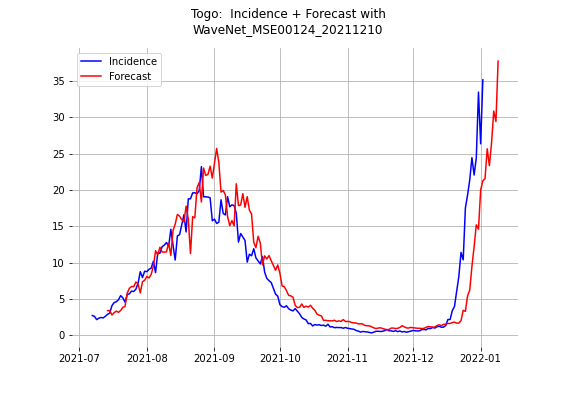 Togo:  Incidence + Forecast with
WaveNet_MSE00124_20211210
Incidence
Forecast
35
30
25
20
15
10
5
0
2021-07 2021-08 2021-09 2021-10 2021-11 2021-12 2022-01